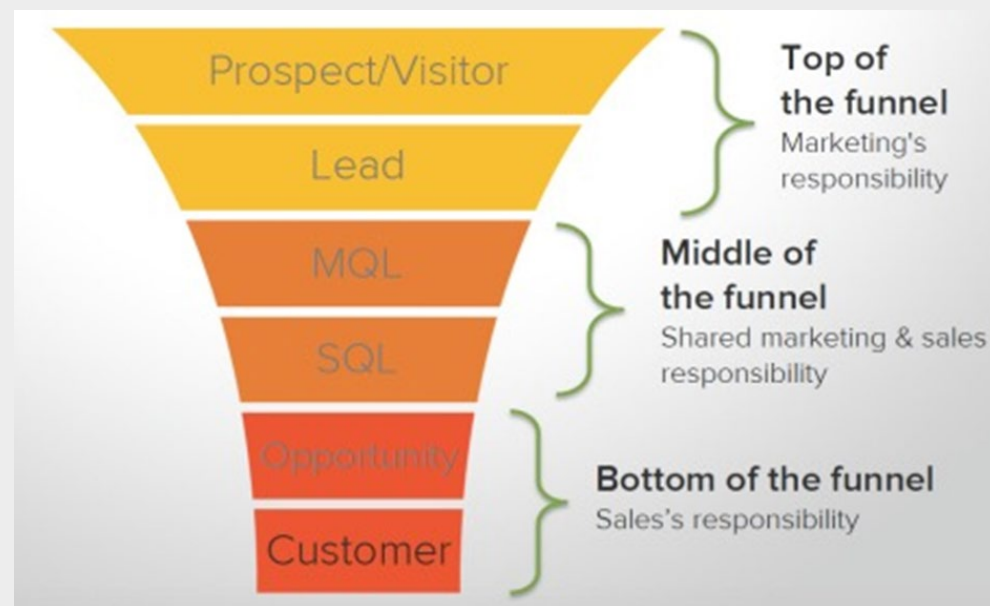 Prospect/Visitor
Lead
MQL
SQL
Opportunity
Customer
Top of
the funnel
Marketing's
responsibility
Middle of
the funnel
Shared marketing & sales
responsibility
Bottom of the funnel
Sales's responsibility